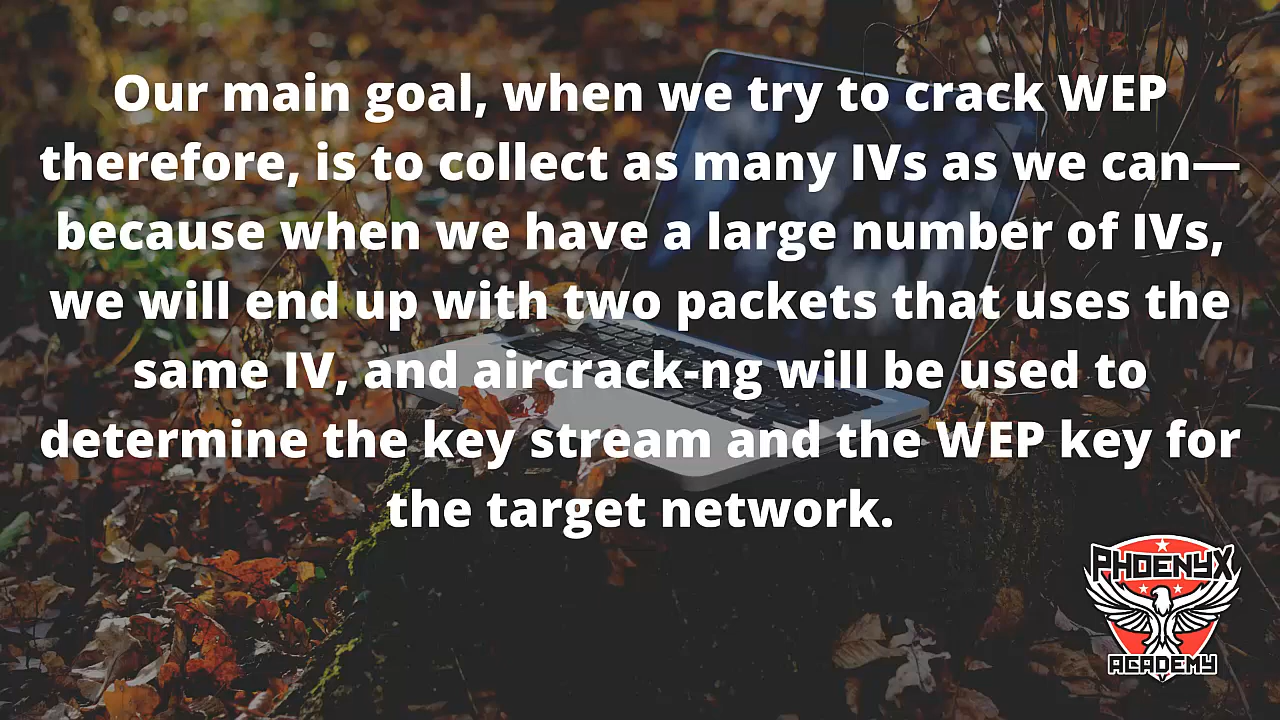 Our main goal, when we try to crack WEP
therefore, is to collect as many IVs as we can—
because when we have a large number of IVs,
we will end up with two packets that uses the
same IV, and aircrack-ng will be used to
determine the key stream and the WEP key for
the target network.
PHOENYX
ACADEMY